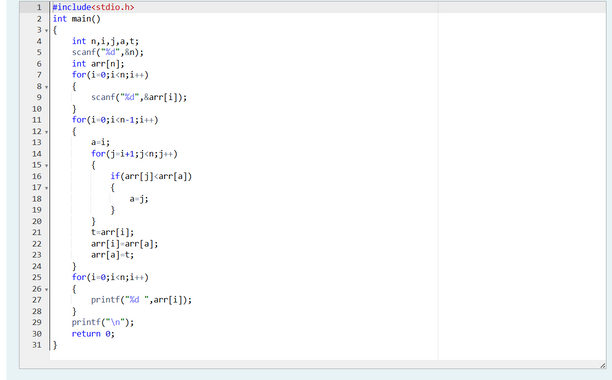 1 #include<stdio.h>
2 int main()
3 {
4 int n,i,j,a,t;
5 scanf("%d",&n);
6 int arr[n];
7 for(i=0;i<n;i++)
8 {
9 scanf("%d",&arr[i]);
10 }
11 for(i=0;i<n-1;i++)
12 {
13 a=i;
14 for(j=i+1;j<n;j++)
15 {
16 if(arr[j]<arr[a])
17 {
18 a=j;
19 }
20 }
21 t=arr[i];
22 arr[i]=arr[a];
23 arr[a]=t;
24 }
25 for(i=0;i<n;i++)
26 {
27 printf("%d ",arr[i]);
28 }
29 printf("\n");
30 return 0;
31 }